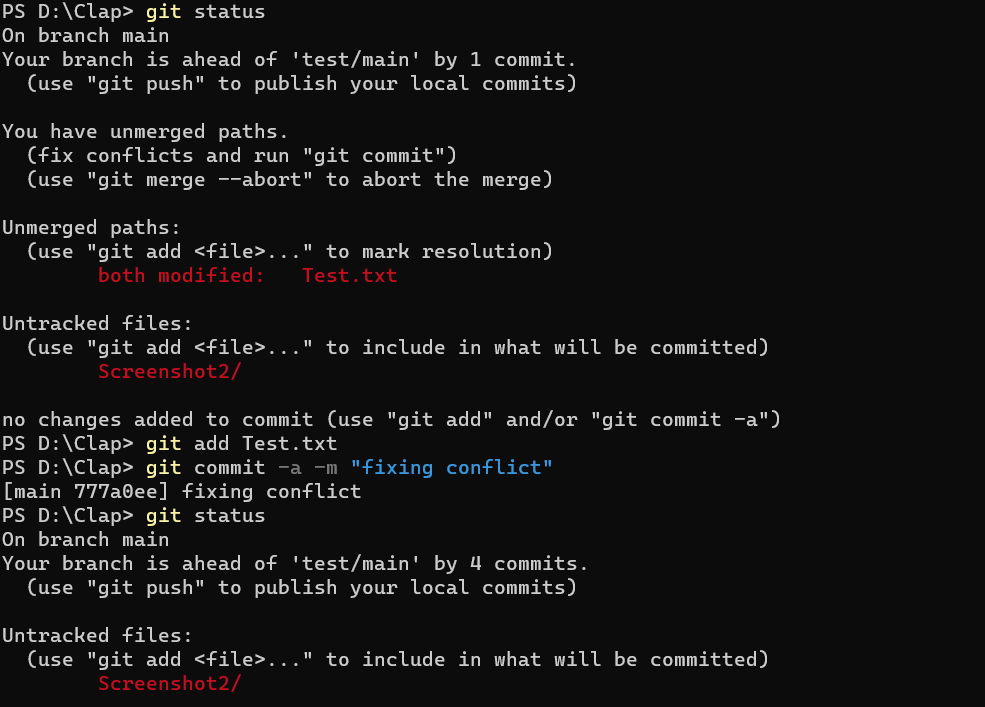 PS D:\Clap> git status
On branch main
Your branch is ahead of 'test/main' by 1 commit.
  (use "git push" to publish your local commits)

You have unmerged paths.
  (fix conflicts and run "git commit")
  (use "git merge --abort" to abort the merge)

Unmerged paths:
  (use "git add <file>..." to mark resolution)
        both modified:   Test.txt

Untracked files:
  (use "git add <file>..." to include in what will be committed)
        Screenshot2/

no changes added to commit (use "git add" and/or "git commit -a")
PS D:\Clap> git add Test.txt
PS D:\Clap> git commit -a -m "fixing conflict"
[main 777a0ee] fixing conflict
PS D:\Clap> git status
On branch main
Your branch is ahead of 'test/main' by 4 commits.
  (use "git push" to publish your local commits)

Untracked files:
  (use "git add <file>..." to include in what will be committed)
        Screenshot2/